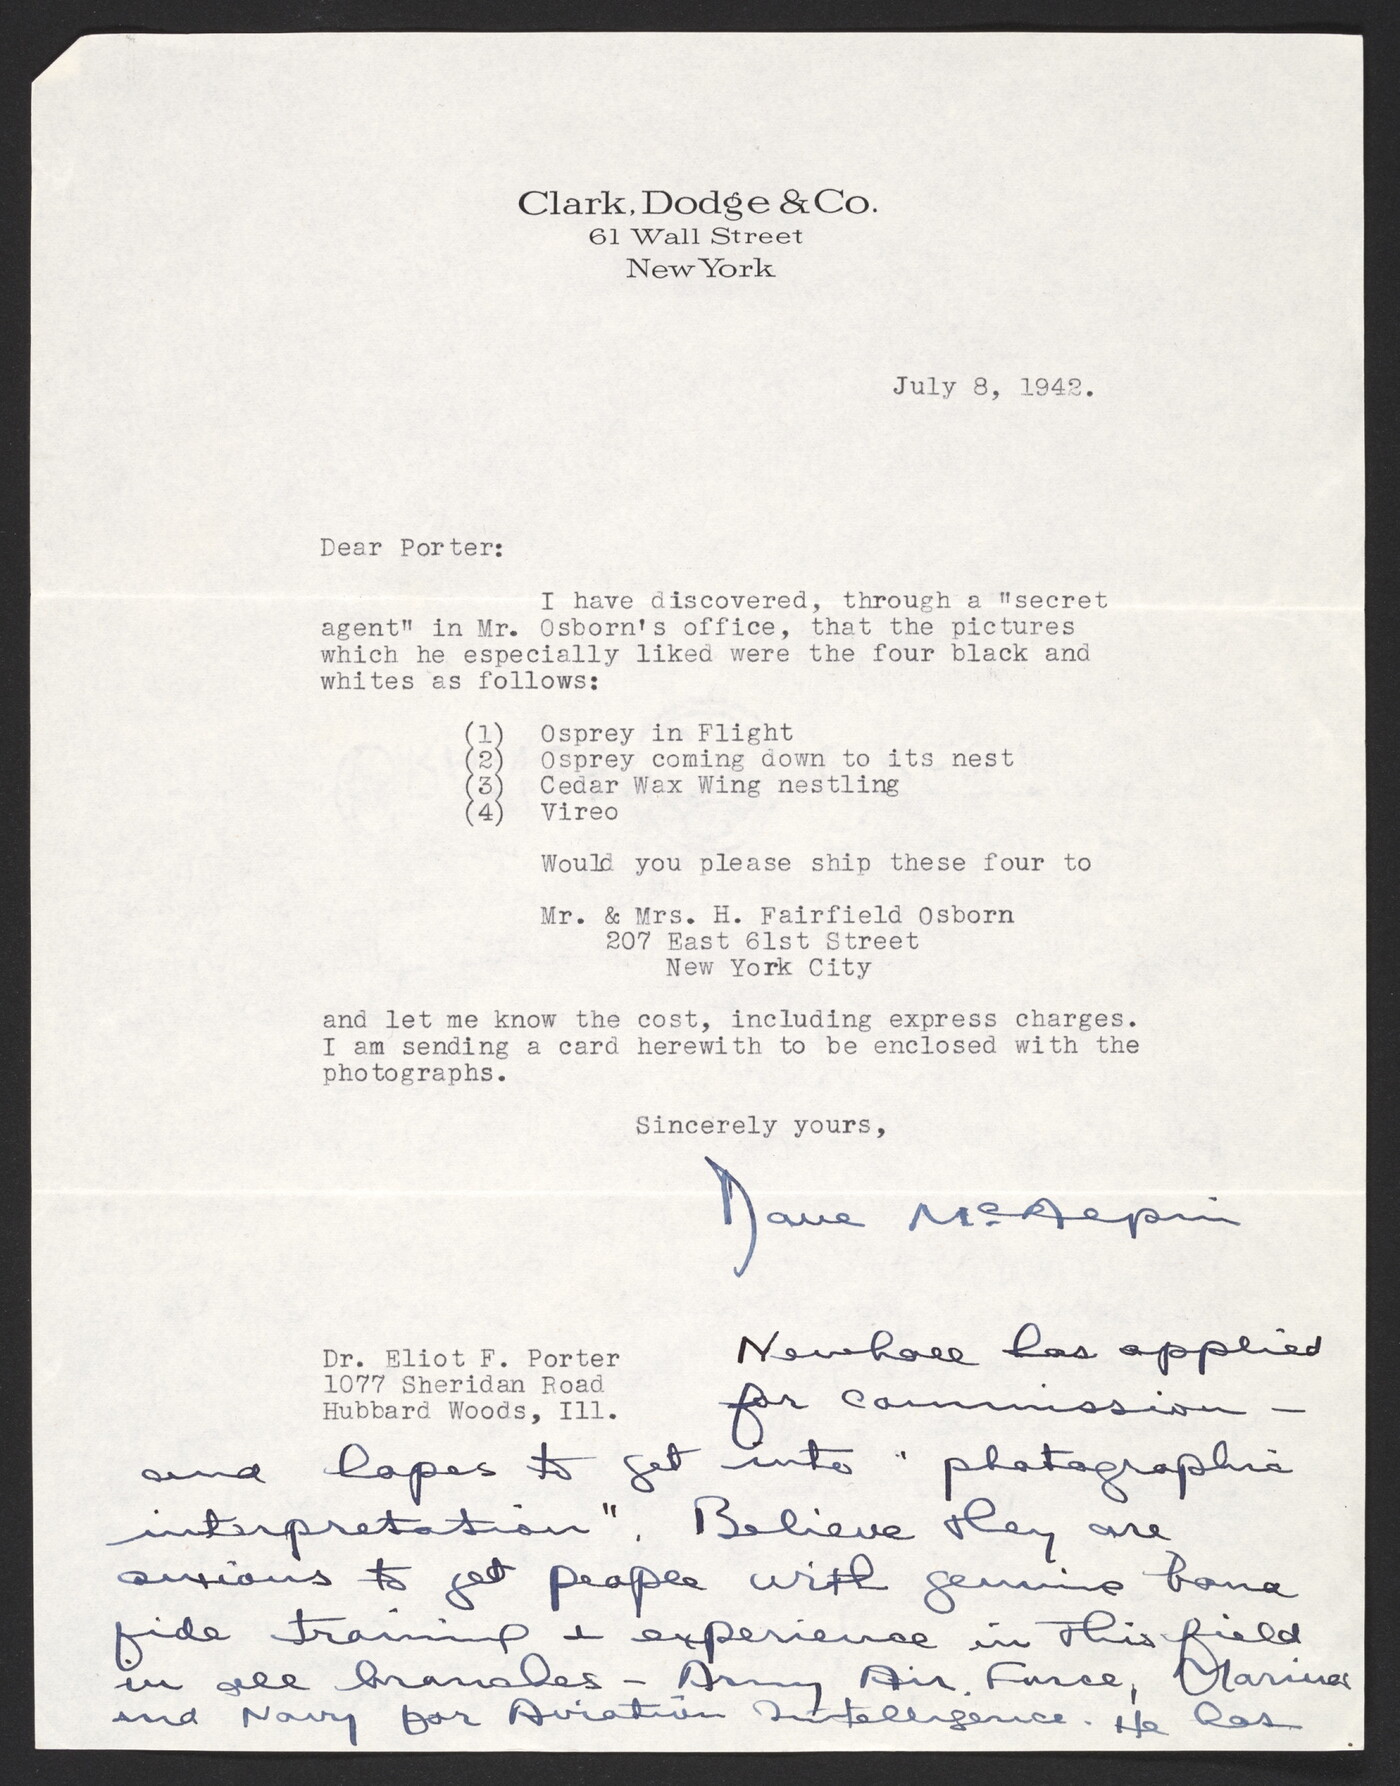 Clark, Dodge & Co.
61 Wall Street
New York
July 8, 1942.
Dear Porter:
I have discovered, through a "secret
agent" in Mr. Osborn's office, that the pictures
which he especially liked were the four black and
whites as follows:
(1) Osprey in Flight
(2) Osprey coming down to its nest
(3) Cedar Wax Wing nestling
(4) Vireo
Would you please ship these four to
Mr. & Mrs. H. Fairfield Osborn
207 East 61st Street
New York City
and let me know the cost, including express charges.
I am sending a card herewith to be enclosed with the
photographs.
Sincerely yours,
Dave McAlpin
Dr. Eliot F. Porter
1077 Sheridan Road
Hubbard Woods, Ill.
Newhall has applied
for commission –
and hopes to get into "photographic
interpretation". Believe they are
anxious to get people with genuine bona
fide training & experience in this field
in all branches – Army Air Force, Marines
and Navy for Aviation Intelligence. He has